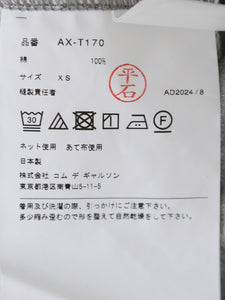 品番 AX-T170
綿 100%
サイズ XS
縫製責任者
平石
AD2024/8
30
F
ネット使用 あて布使用
日本製
株式会社 コム デ ギャルソン
東京都港区南青山5-11-5
着用及び洗濯の際、引っかけにご注意下さい。
多少縮み歪むので形を整えて自然乾燥して下さい。